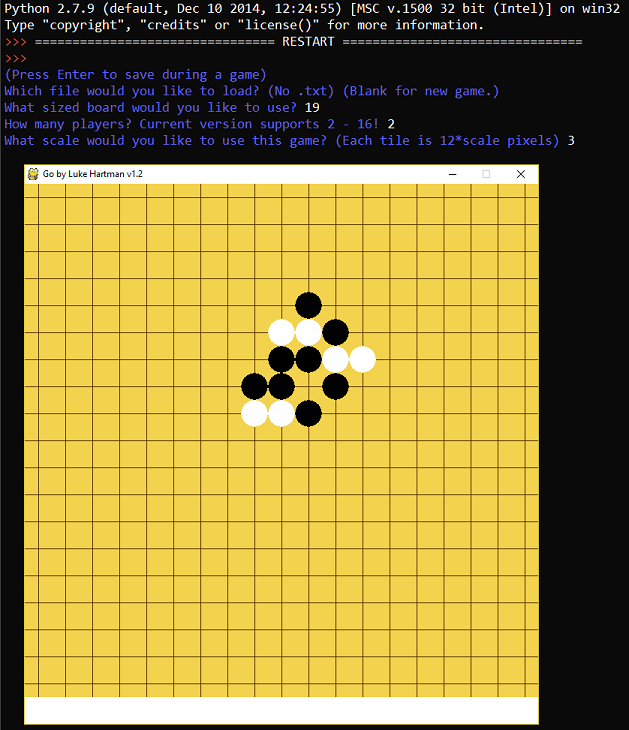 Python 2.7.9 (default, Dec 10 2014, 12:24:55) [MSC v.1500 32 bit (Intel)] on win32
Type "copyright", "credits" or "license()" for more information.
>>> ================================ RESTART ================================
>>>
(Press Enter to save during a game)
Which file would you like to load? (No .txt) (Blank for new game.)
What sized board would you like to use? 19
How many players? Current version supports 2 - 16! 2
What scale would you like to use this game? (Each tile is 12*scale pixels) 3
Go by Luke Hartman v1.2